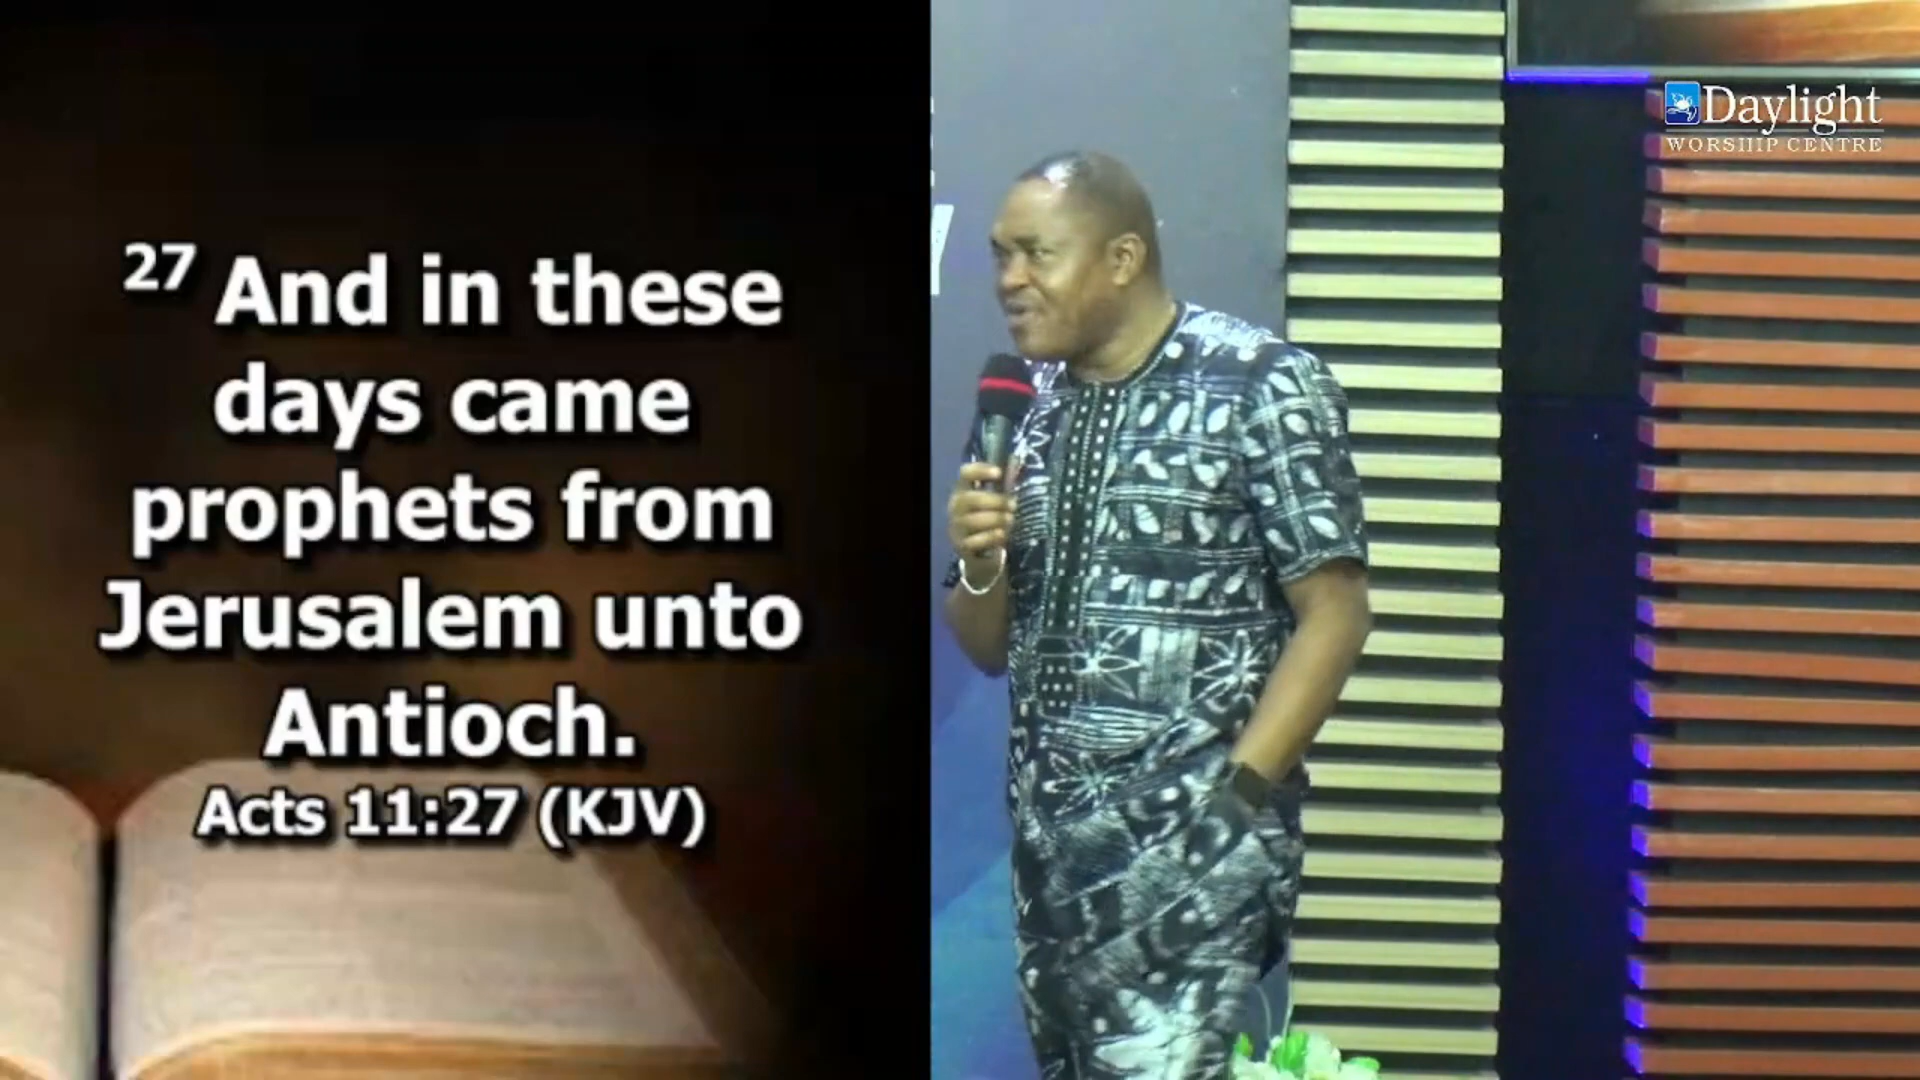 27 And in these
days came
prophets from
Jerusalem unto
Antioch.
Acts 11:27 (KJV)
Daylight
WORSHIP CENTRE